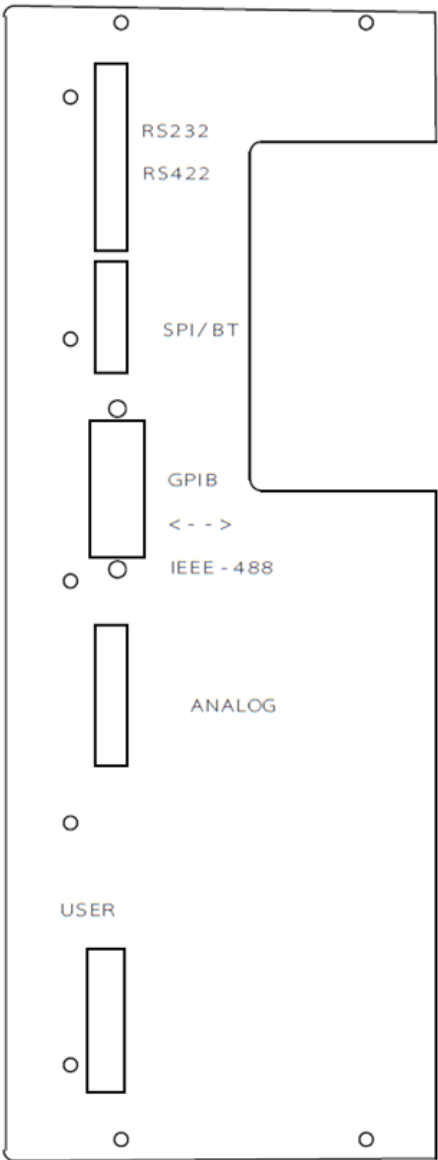 RS232
RS422
SPI/BT
GPIB
<-->
IEEE-488
ANALOG
USER